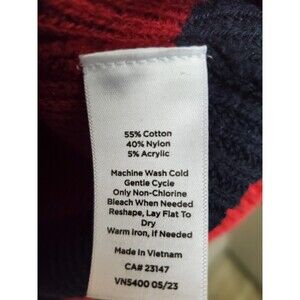 55% Cotton
40% Nylon
5% Acrylic
Machine Wash Cold
Gentle Cycle
Only Non-Chlorine
Bleach When Needed
Reshape, Lay Flat To
Dry
Warm Iron, If Needed
Made In Vietnam
CA# 23147
VN5400 05/23